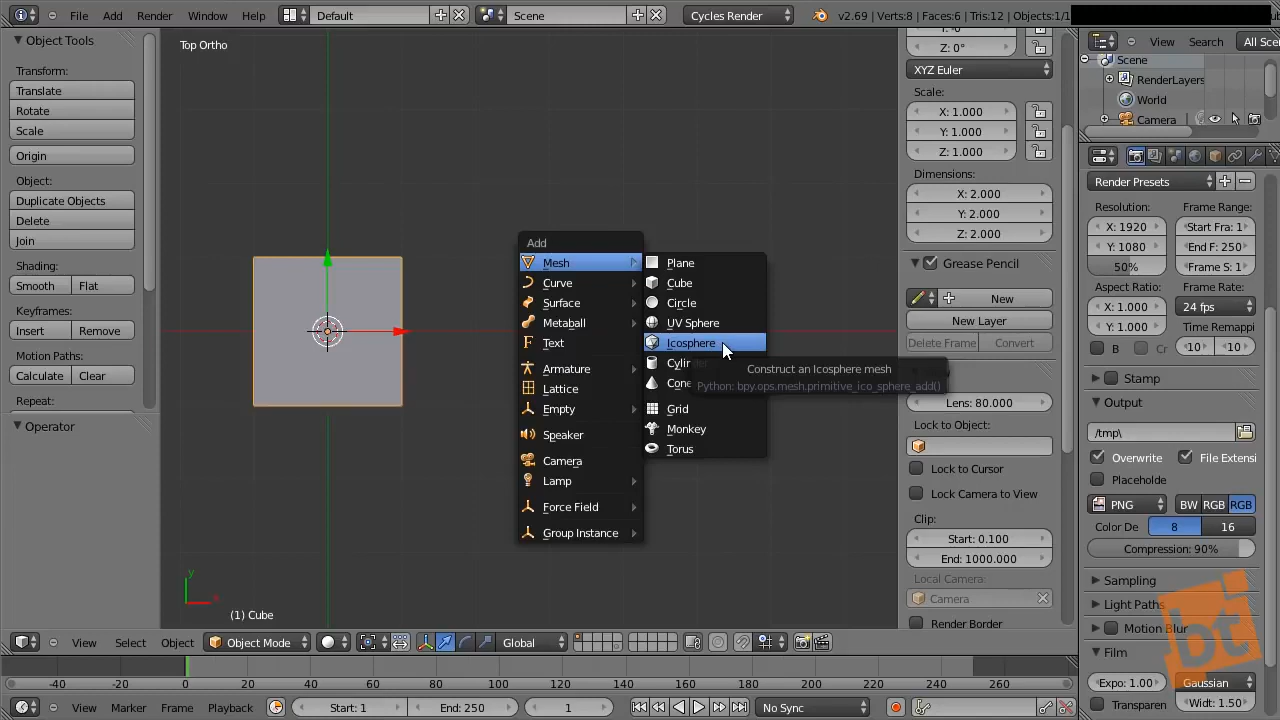 File Add Render Window Help Default Scene Cycles Render v2.69 | Verts:8 | Faces:6 | Tris:12 | Objects:1/1
Object Tools
Transform:
Translate
Rotate
Scale
Origin
Object:
Duplicate Objects
Delete
Join
Shading:
Smooth Flat
Keyframes:
Insert Remove
Motion Paths:
Calculate Clear
Repeat:
Operator
Top Ortho
Add
Mesh
Curve
Surface
Metaball
Text
Armature
Lattice
Empty
Speaker
Camera
Lamp
Force Field
Group Instance
Plane
Cube
Circle
UV Sphere
Icosphere
Cylin
Cone
Grid
Monkey
Torus
Construct an Icosphere mesh
Python: bpy.ops.mesh.primitive_ico_sphere_add()
y
x
(1) Cube
Z: 0°
XYZ Euler
Scale:
X: 1.000
Y: 1.000
Z: 1.000
Dimensions:
X: 2.000
Y: 2.000
Z: 2.000
Grease Pencil
New
New Layer
Delete Frame Convert
Lens: 80.000
Lock to Object:
Lock to Cursor
Lock Camera to View
Clip:
Start: 0.100
End: 1000.000
Local Camera:
Camera
Render Border
View Search All Sce
Scene
RenderLayers
World
Camera
Render Presets
Resolution: Frame Range:
X: 1920 Start Fra: 1
Y: 1080 End F: 250
50% Frame S: 1
Aspect Ratio: Frame Rate:
X: 1.000 24 fps
Y: 1.000 Time Remappi
B Cr 10 10
Stamp
Output
/tmp\
Overwrite File Extensi
Placeholde
PNG BW RGB RGB
Color De 8 16
Compression: 90%
Sampling
Light Paths
Motion Blur
Film
Expo: 1.00 Gaussian
Transparen Widt: 1.50
bt
View Select Object Object Mode Global
-40 -20 0 20 40 60 80 100 120 140 160 180 200 220 240 260
View Marker Frame Playback Start: 1 End: 250 1 No Sync